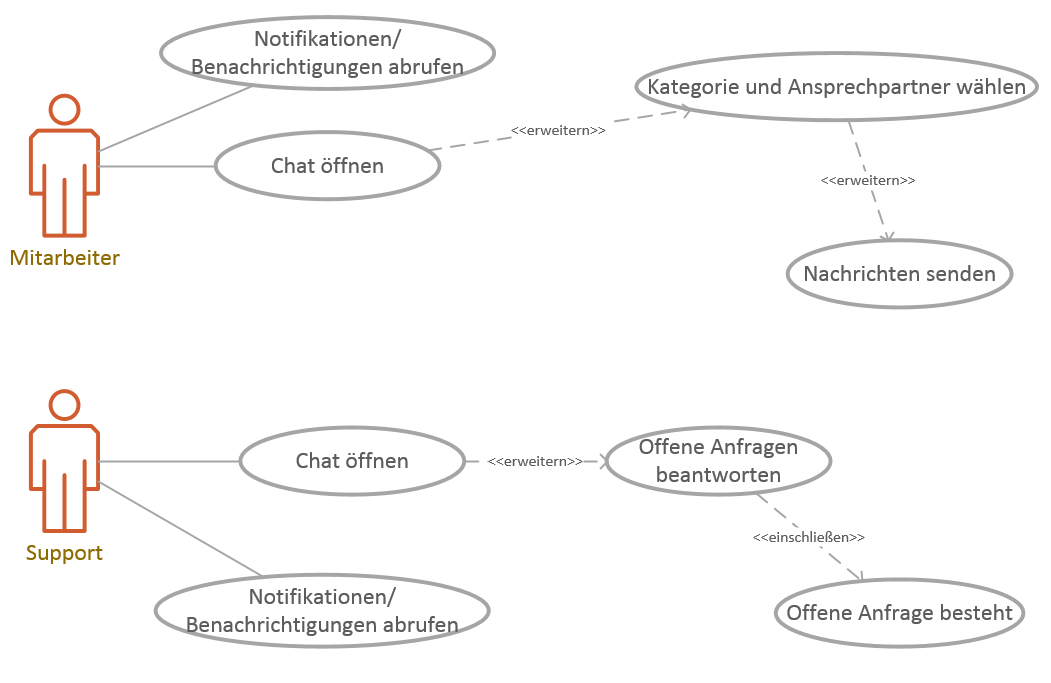 Notifikationen/
Benachrichtigungen abrufen
Kategorie und Ansprechpartner wählen
<<erweitern>>
Chat öffnen
<<erweitern>>
Mitarbeiter
Nachrichten senden
Offene Anfragen
beantworten
Chat öffnen
<<erweitern>>
Support
<<einschließen>>
Notifikationen/
Benachrichtigungen abrufen
Offene Anfrage besteht